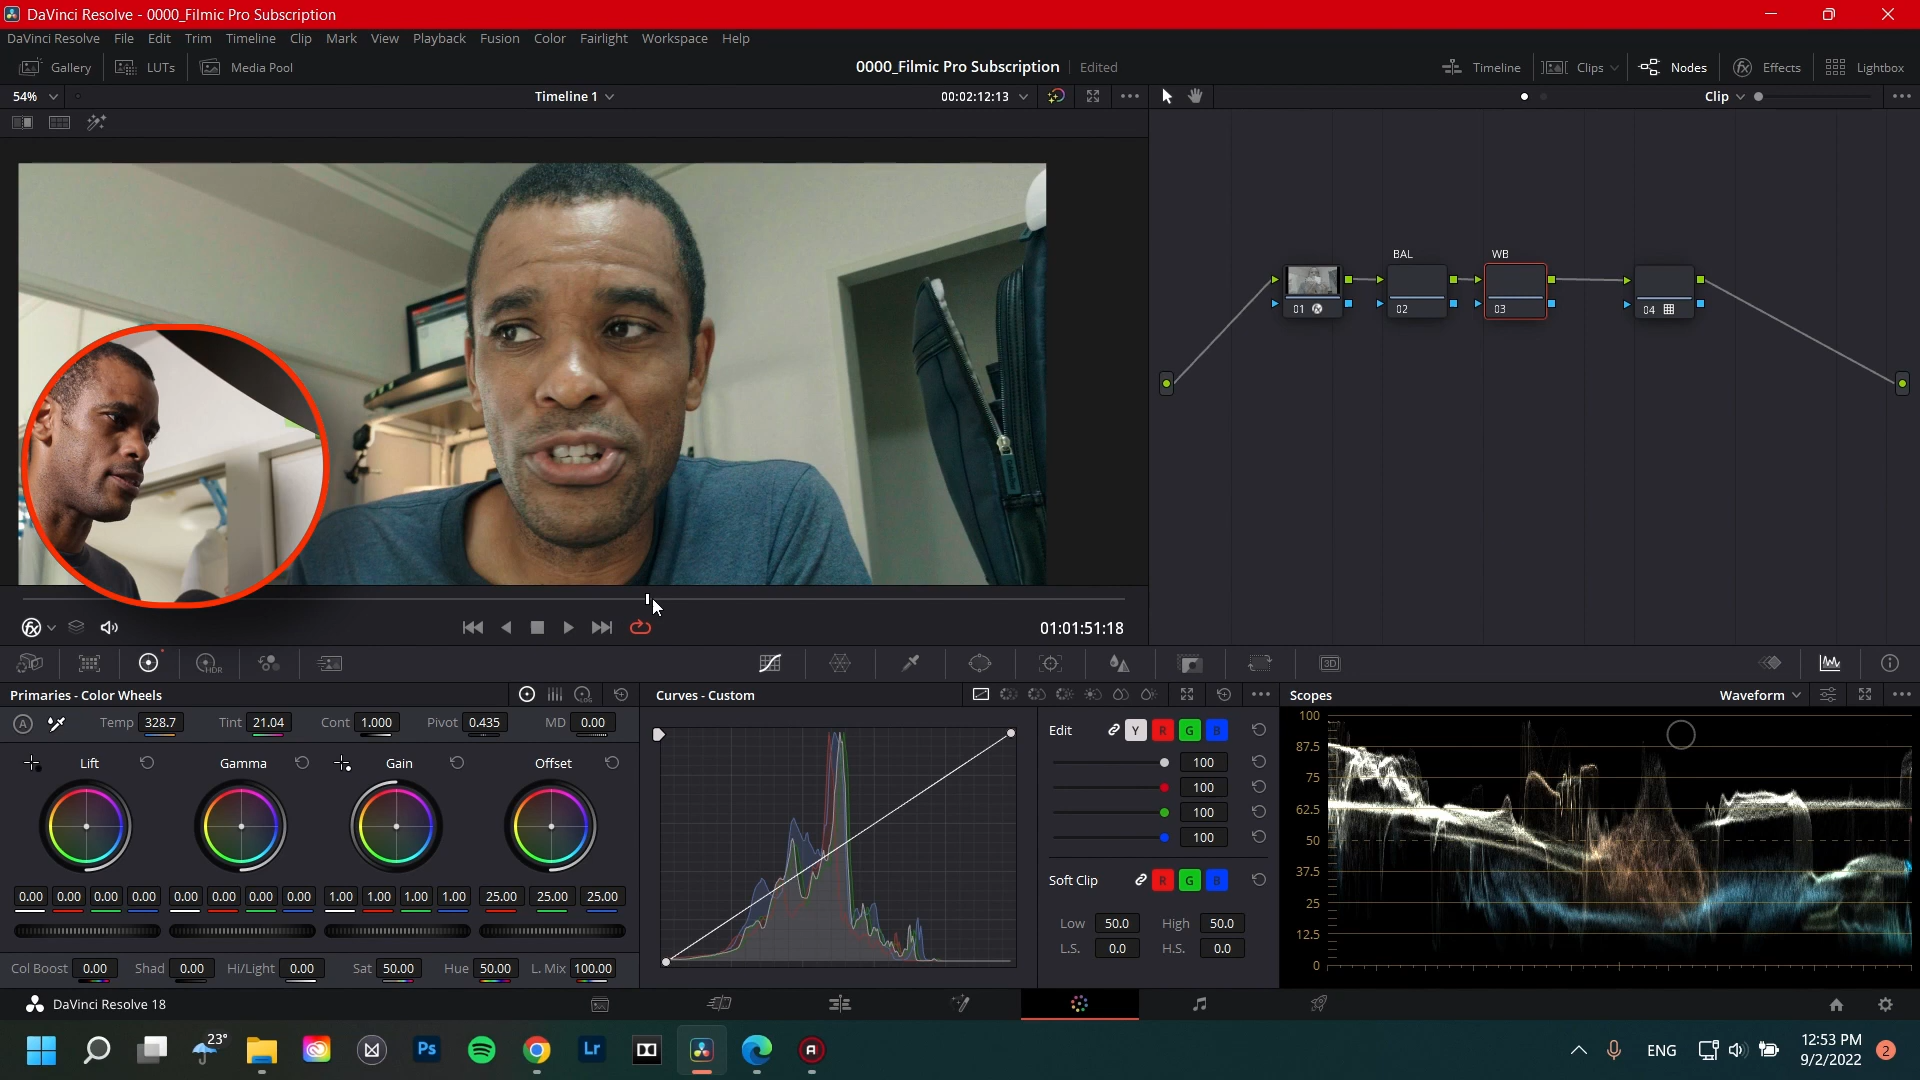 DaVinci Resolve - 0000_Filmic Pro Subscription
DaVinci Resolve File Edit Trim Timeline Clip Mark View Playback Fusion Color Fairlight Workspace Help
Gallery LUTs Media Pool 0000_Filmic Pro Subscription Edited Timeline Clips Nodes Effects Lightbox
54% Timeline 1 00:02:12:13 Clip
BAL WB
01 02 03 04
01:01:51:18
HDR 3D
Primaries - Color Wheels Curves - Custom Scopes Waveform
A Temp 328.7 Tint 21.04 Cont 1.000 Pivot 0.435 MD 0.00
Edit Y R G B
Lift Gamma Gain Offset
100
100
100
100
0.00 0.00 0.00 0.00 0.00 0.00 0.00 0.00 1.00 1.00 1.00 1.00 25.00 25.00 25.00
Soft Clip R G B
Low 50.0 High 50.0
L.S. 0.0 H.S. 0.0
Col Boost 0.00 Shad 0.00 Hi/Light 0.00 Sat 50.00 Hue 50.00 L. Mix 100.00
100
87.5
75
62.5
50
37.5
25
12.5
0
DaVinci Resolve 18
23°
Ps Lr
ENG
12:53 PM
9/2/2022
2